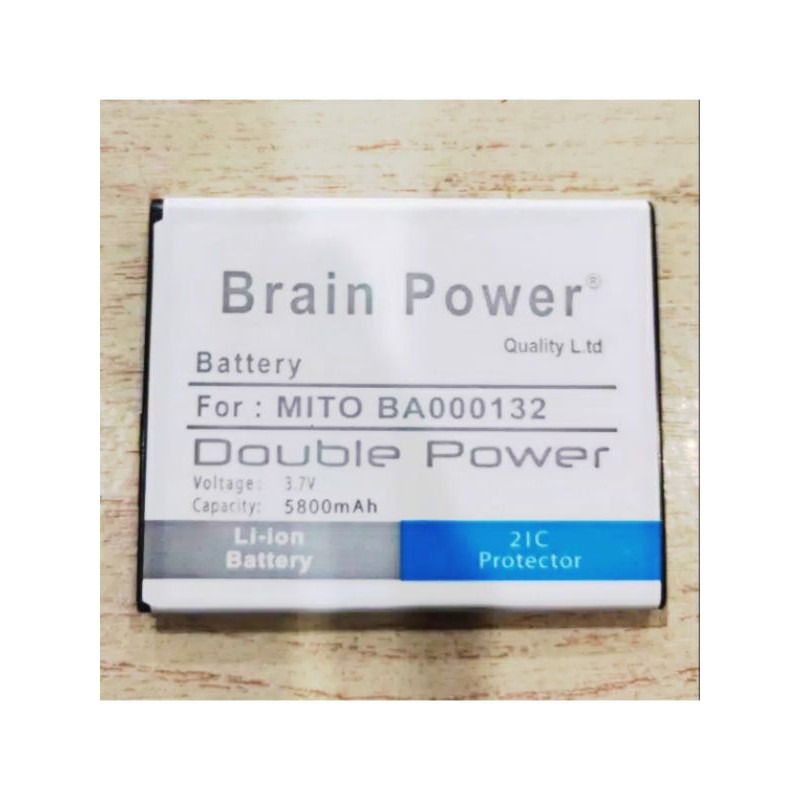 Brain Power®
Quality L.td
Battery
For : MITO BA000132
Double Power
Voltage: 3.7V
Capacity: 5800mAh
Li-ion
Battery
2IC
Protector